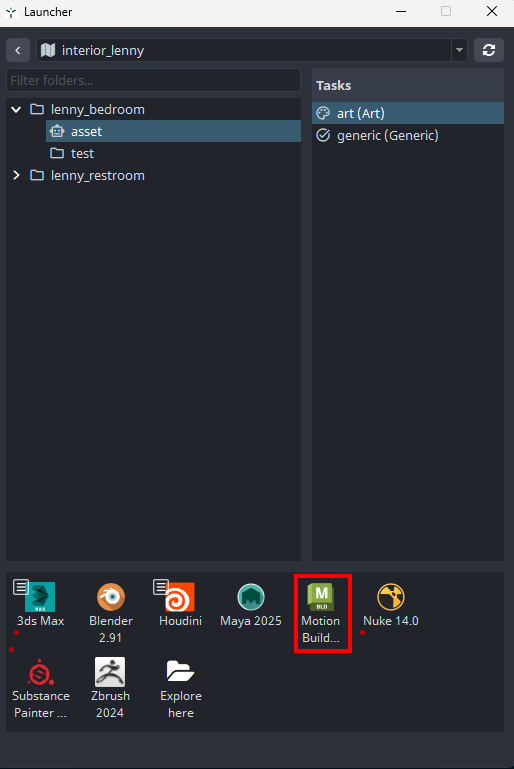 Launcher
interior_lenny
Filter folders...
Tasks
lenny_bedroom
asset
test
lenny_restroom
art (Art)
generic (Generic)
MAX
M
BLD
3ds Max
Blender
2.91
Houdini
Maya 2025
Motion
Build...
Nuke 14.0
Substance
Painter ...
Zbrush
2024
Explore
here